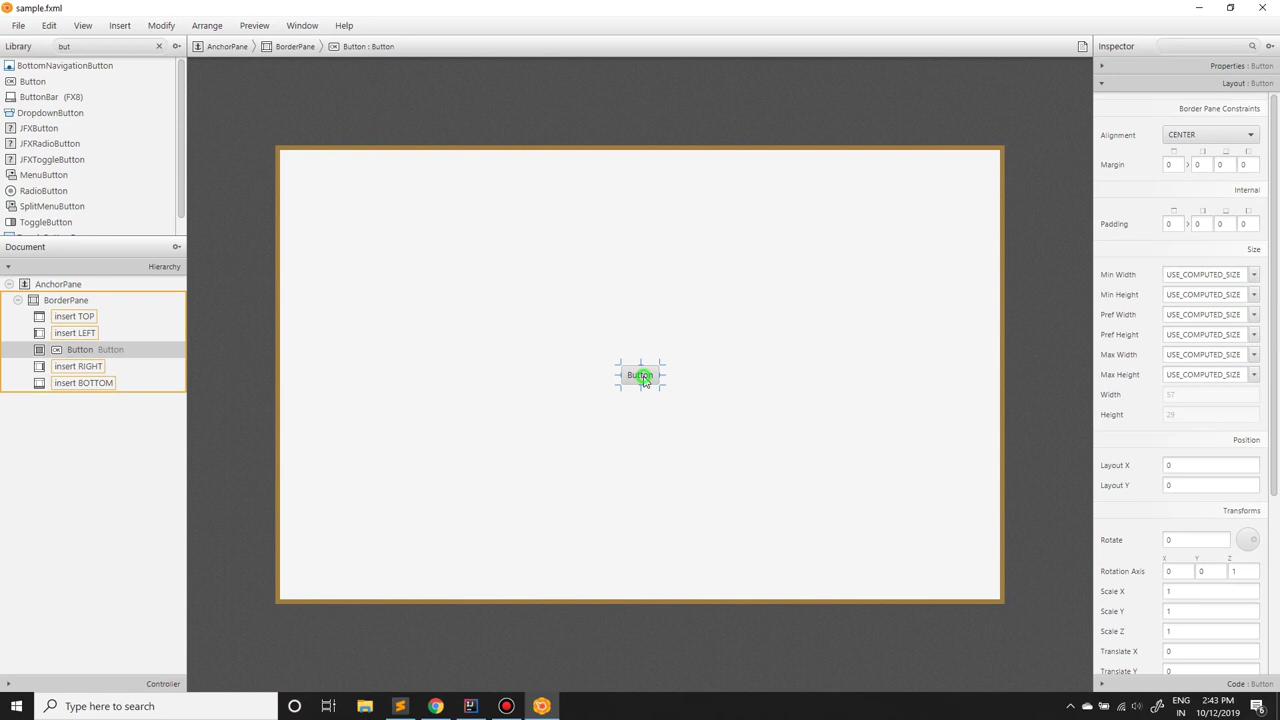 sample.fxml
File Edit View Insert Modify Arrange Preview Window Help
Library but
AnchorPane BorderPane Button : Button
Inspector
BottomNavigationButton
Button
ButtonBar (FX8)
DropdownButton
JFXButton
JFXRadioButton
JFXToggleButton
MenuButton
RadioButton
SplitMenuButton
ToggleButton
Document
Hierarchy
AnchorPane
BorderPane
insert TOP
insert LEFT
Button Button
insert RIGHT
insert BOTTOM
Controller
Button
Properties : Button
Layout : Button
Border Pane Constraints
Alignment CENTER
Margin 0 0 0 0
Internal
Padding 0 0 0 0
Size
Min Width USE_COMPUTED_SIZE
Min Height USE_COMPUTED_SIZE
Pref Width USE_COMPUTED_SIZE
Pref Height USE_COMPUTED_SIZE
Max Width USE_COMPUTED_SIZE
Max Height USE_COMPUTED_SIZE
Width 57
Height 29
Position
Layout X 0
Layout Y 0
Transforms
Rotate 0
X Y Z
Rotation Axis 0 0 1
Scale X 1
Scale Y 1
Scale Z 1
Translate X 0
Translate Y 0
Code : Button
Type here to search
ENG
IN
2:43 PM
10/12/2019